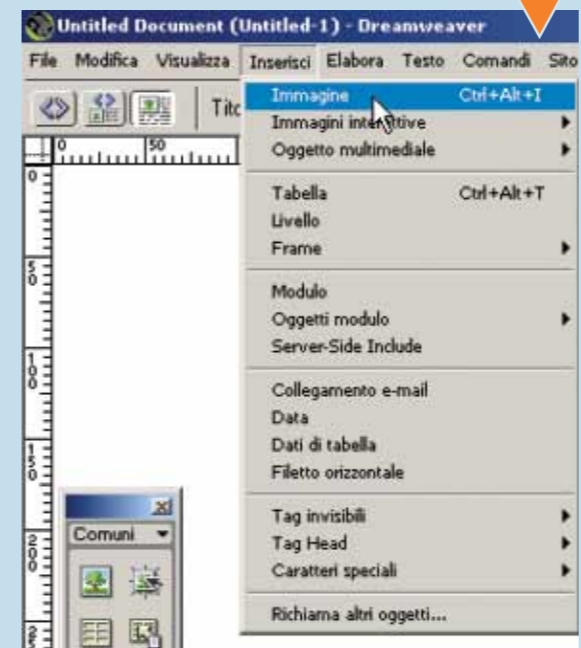 Untitled Document (Untitled-1) - Dreamweaver
File Modifica Visualizza Inserisci Elabora Testo Comandi Sito
Tito
Immagine Ctrl+Alt+I
Immagini interattive
Oggetto multimediale
0 50
0
Tabella Ctrl+Alt+T
Livello
Frame
50
Modulo
Oggetti modulo
Server-Side Include
100
Collegamento e-mail
Data
Dati di tabella
Filetto orizzontale
150
Tag invisibili
Tag Head
Caratteri speciali
Comuni
200
Richiama altri oggetti...